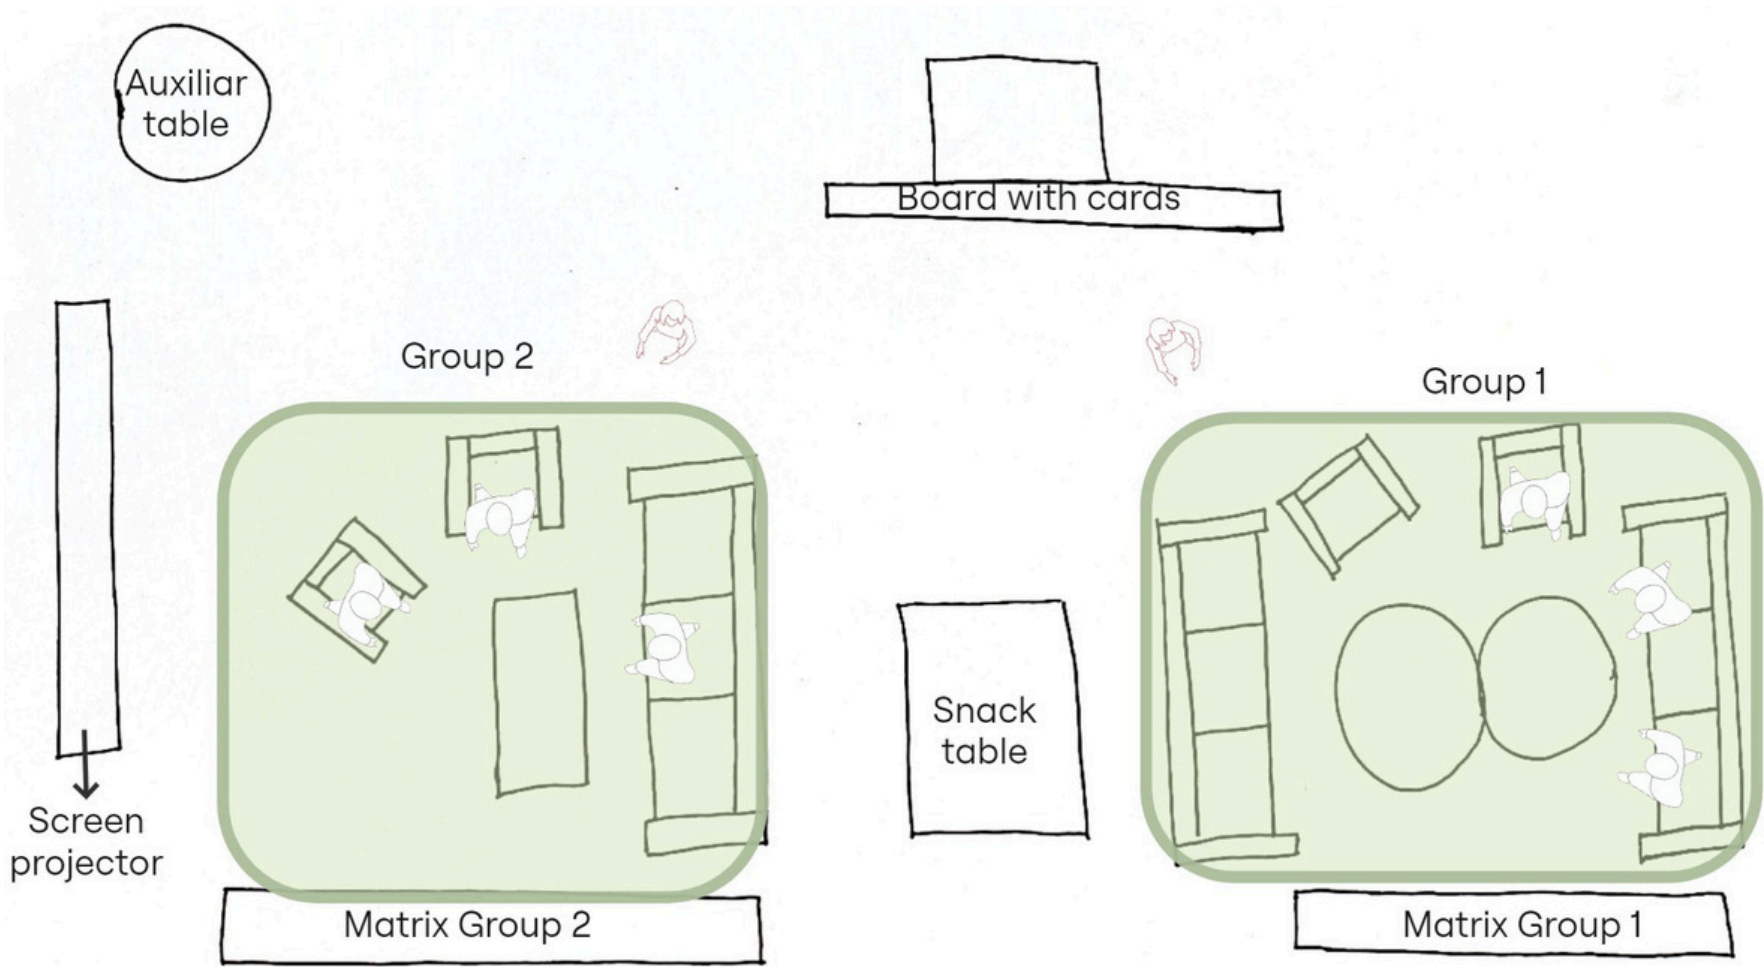 Auxiliar
table
Board with cards
Group 2
Group 1
Snack
table
Screen
projector
Matrix Group 2
Matrix Group 1